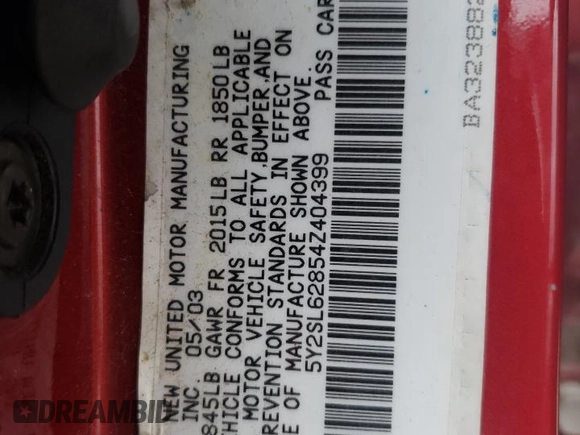 NEW UNITED MOTOR MANUFACTURING
INC. 05/03
845LB GAWR FR 2015LB RR 1850LB
EHICLE CONFORMS TO ALL APPLICABLE
MOTOR VEHICLE SAFETY,BUMPER,AND
REVENTION STANDARDS IN EFFECT ON
E OF MANUFACTURE SHOWN ABOVE.
5Y2SL62854Z404399 PASS CAR
BA323882
DREAMBID